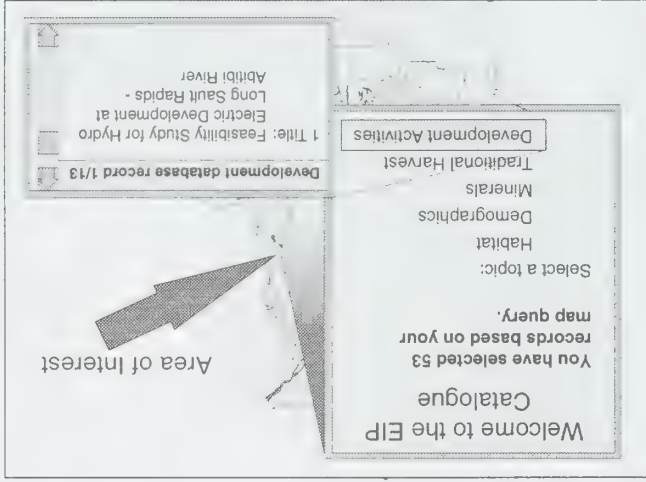 Welcome to the EIP
Catalogue
You have selected 53
records based on your
map query.
Select a topic:
Habitat
Demographics
Minerals
Traditional Harvest
Development Activities
Area of Interest
Development database record 1/13
1 Title: Feasibility Study for Hydro
Electric Development at
Long Sault Rapids -
Abitibi River